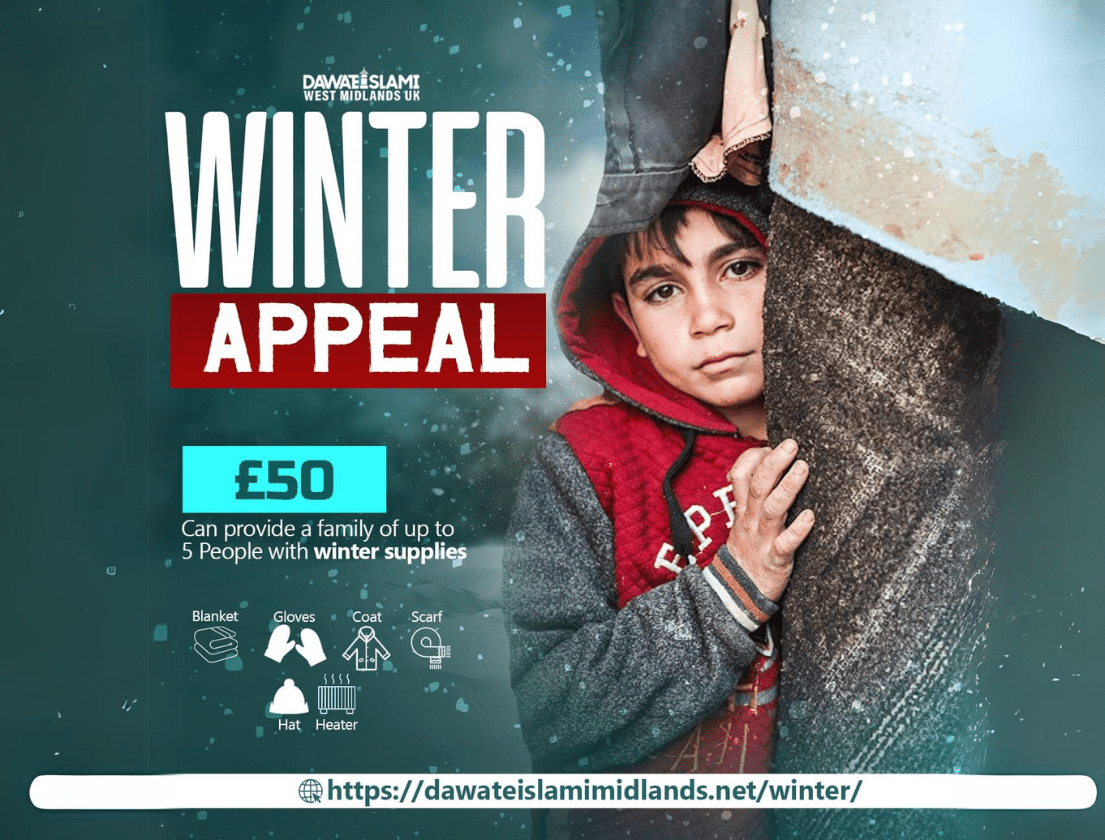 DAWATEISLAMI
WEST MIDLANDS UK
WINTER
APPEAL
£50
Can provide a family of up to
5 People with winter supplies
Blanket Gloves Coat Scarf
Hat Heater
https://dawateislamimidlands.net/winter/